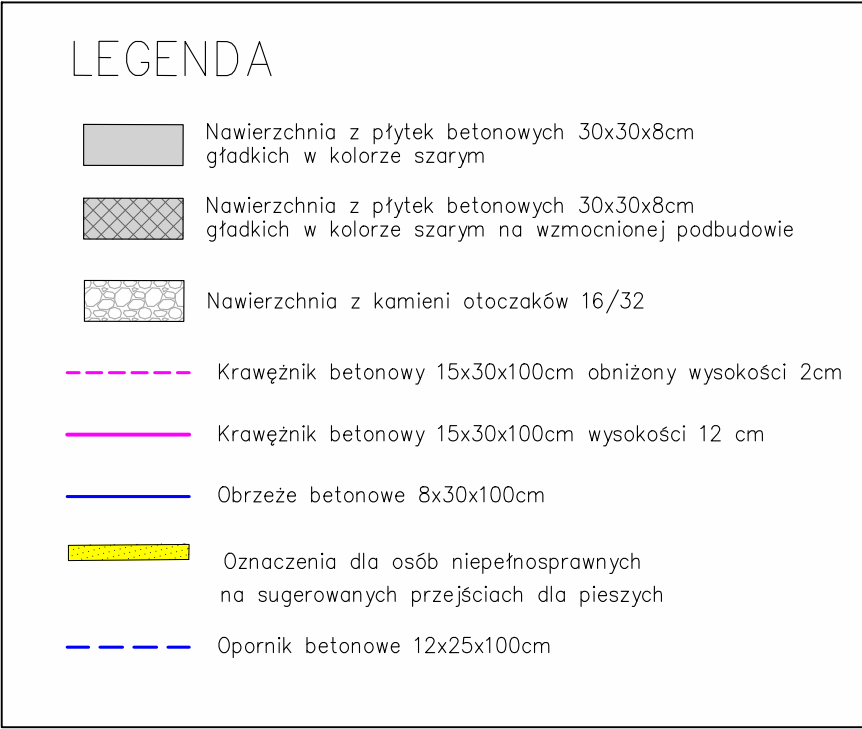 LEGENDA
Nawierzchnia z płytek betonowych 30x30x8cm
gładkich w kolorze szarym
Nawierzchnia z płytek betonowych 30x30x8cm
gładkich w kolorze szarym na wzmocnionej podbudowie
Nawierzchnia z kamieni otoczaków 16/32
Krawężnik betonowy 15x30x100cm obniżony wysokości 2cm
Krawężnik betonowy 15x30x100cm wysokości 12 cm
Obrzeże betonowe 8x30x100cm
Oznaczenia dla osób niepełnosprawnych
na sugerowanych przejściach dla pieszych
Opornik betonowe 12x25x100cm